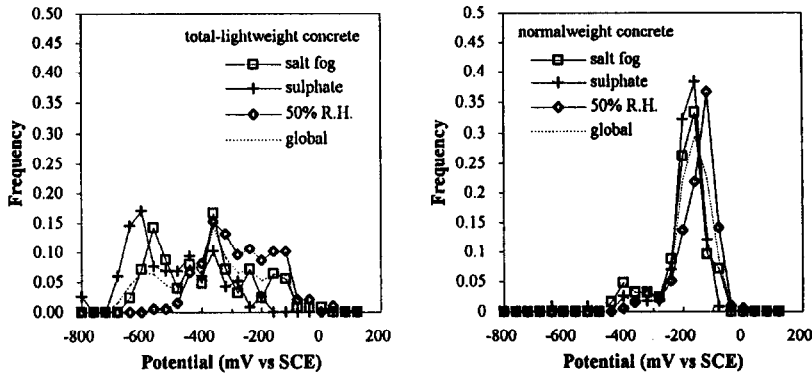 0.50
0.45
0.40
0.35
0.30
0.25
0.20
0.15
0.10
0.05
0.00
Frequency
total-lightweight concrete
salt fog
sulphate
50% R.H.
global
-800 -600 -400 -200 0 200
Potential (mV vs SCE)
0.5
0.45
0.4
0.35
0.3
0.25
0.2
0.15
0.1
0.05
0
Frequency
normalweight concrete
salt fog
sulphate
50% R.H.
global
-800 -600 -400 -200 0 200
Potential (mV vs SCE)